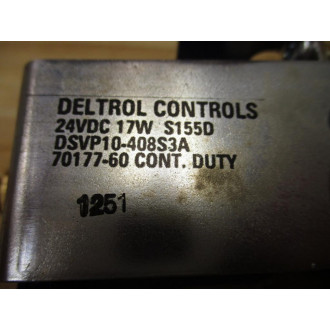 DELTROL CONTROLS
24VDC 17W S155D
DSVP10-408S3A
70177-60 CONT. DUTY
1251